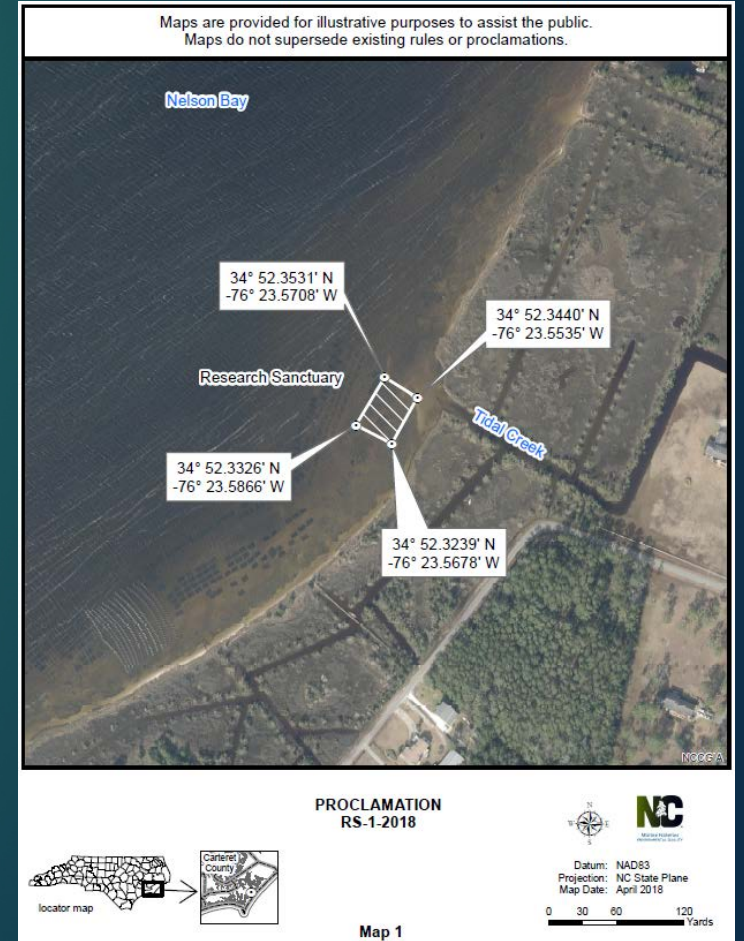 Maps are provided for illustrative purposes to assist the public.
Maps do not supersede existing rules or proclamations.
Nelson Bay
34° 52.3531' N
-76° 23.5708' W
34° 52.3440' N
-76° 23.5535' W
Research Sanctuary
Tidal Creek
34° 52.3326' N
-76° 23.5866' W
34° 52.3239' N
-76° 23.5678' W
NCCGIA
PROCLAMATION
RS-1-2018
N
W E
S
NC
Marine Fisheries
Carteret
County
locator map
Datum: NAD83
Projection: NC State Plane
Map Date: April 2018
0 30 60 120
Yards
Map 1